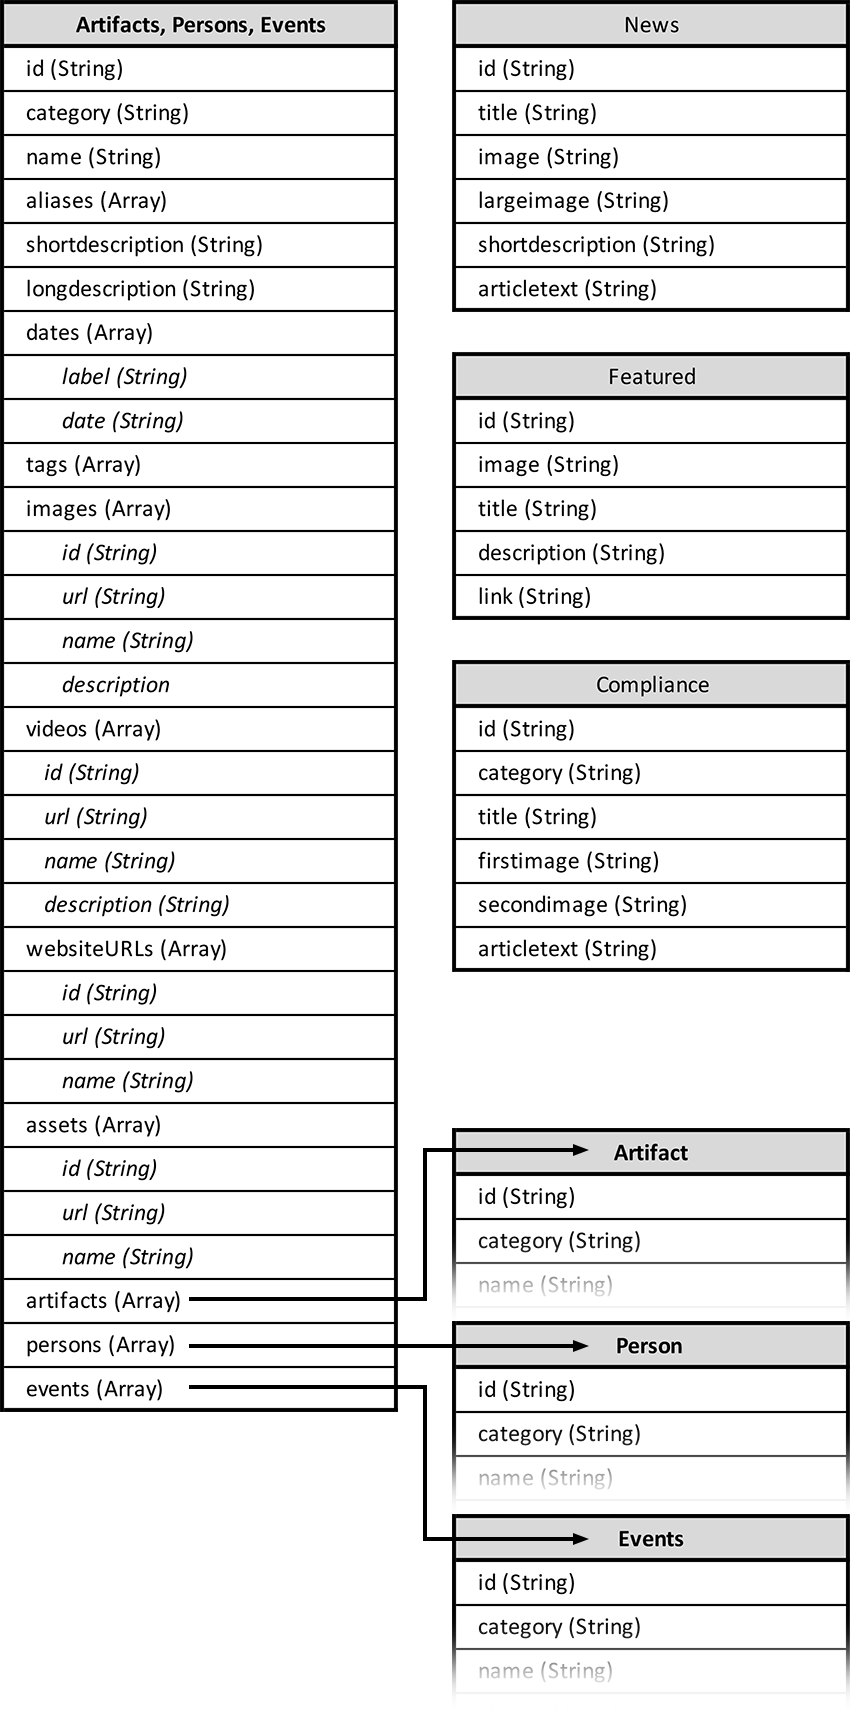 Artifacts, Persons, Events
id (String)
category (String)
name (String)
aliases (Array)
shortdescription (String)
longdescription (String)
dates (Array)
label (String)
date (String)
tags (Array)
images (Array)
id (String)
url (String)
name (String)
description
videos (Array)
id (String)
url (String)
name (String)
description (String)
websiteURLs (Array)
id (String)
url (String)
name (String)
assets (Array)
id (String)
url (String)
name (String)
artifacts (Array)
persons (Array)
events (Array)
News
id (String)
title (String)
image (String)
largeimage (String)
shortdescription (String)
articletext (String)
Featured
id (String)
image (String)
title (String)
description (String)
link (String)
Compliance
id (String)
category (String)
title (String)
firstimage (String)
secondimage (String)
articletext (String)
Artifact
id (String)
category (String)
name (String)
Person
id (String)
category (String)
name (String)
Events
id (String)
category (String)
name (String)